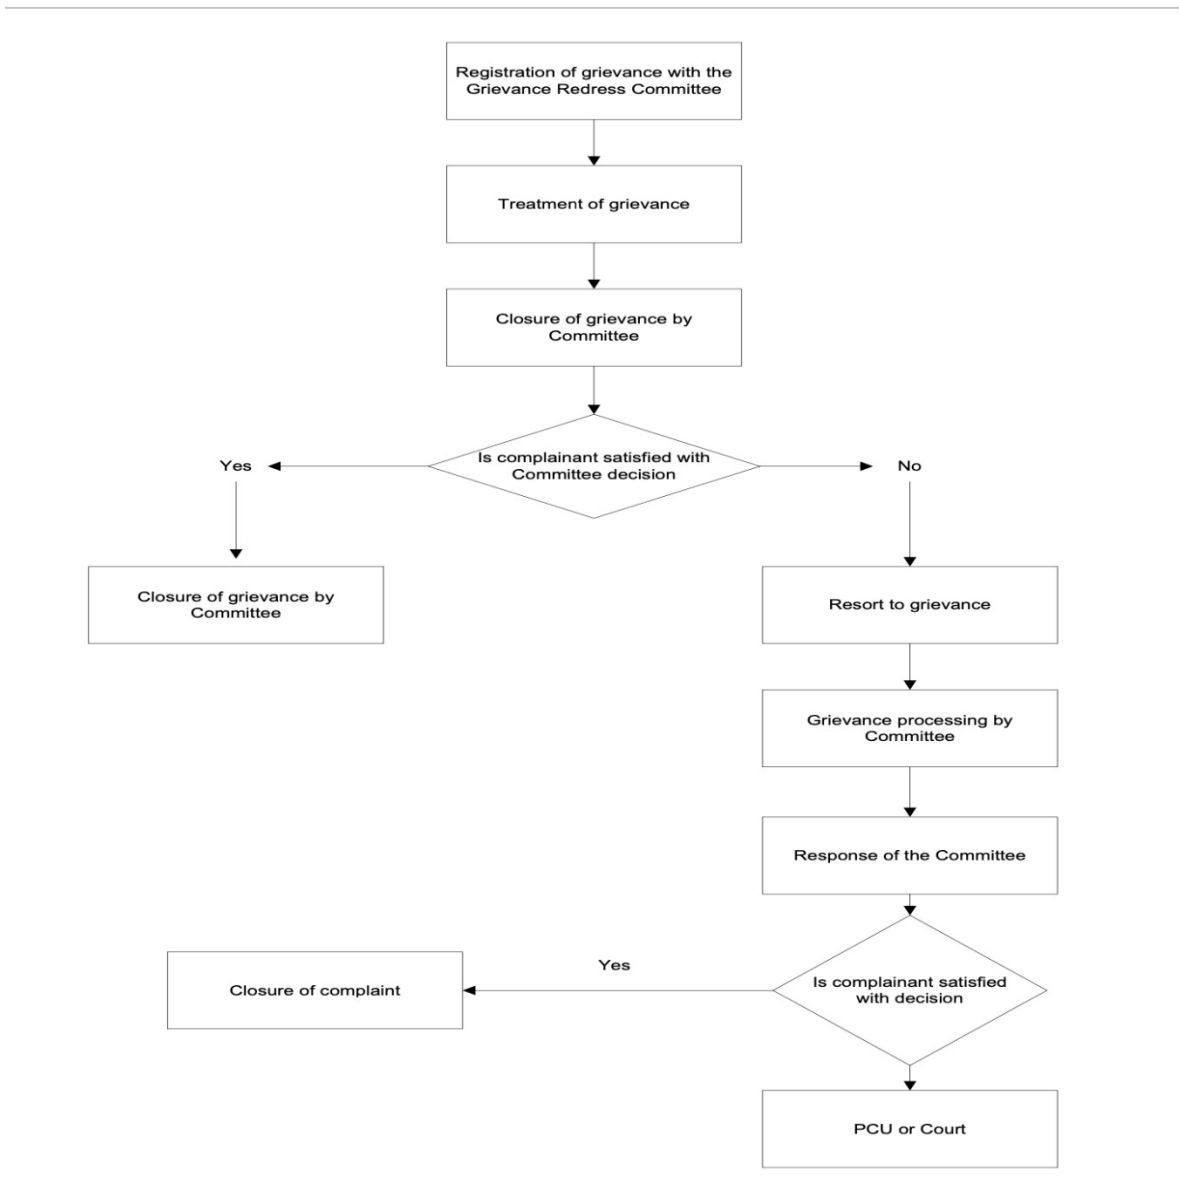 Registration of grievance with the
Grievance Redress Committee
Treatment of grievance
Closure of grievance by
Committee
Is complainant satisfied with
Committee decision
Yes
No
Closure of grievance by
Committee
Resort to grievance
Grievance processing by
Committee
Response of the Committee
Is complainant satisfied
with decision
Yes
Closure of complaint
PCU or Court